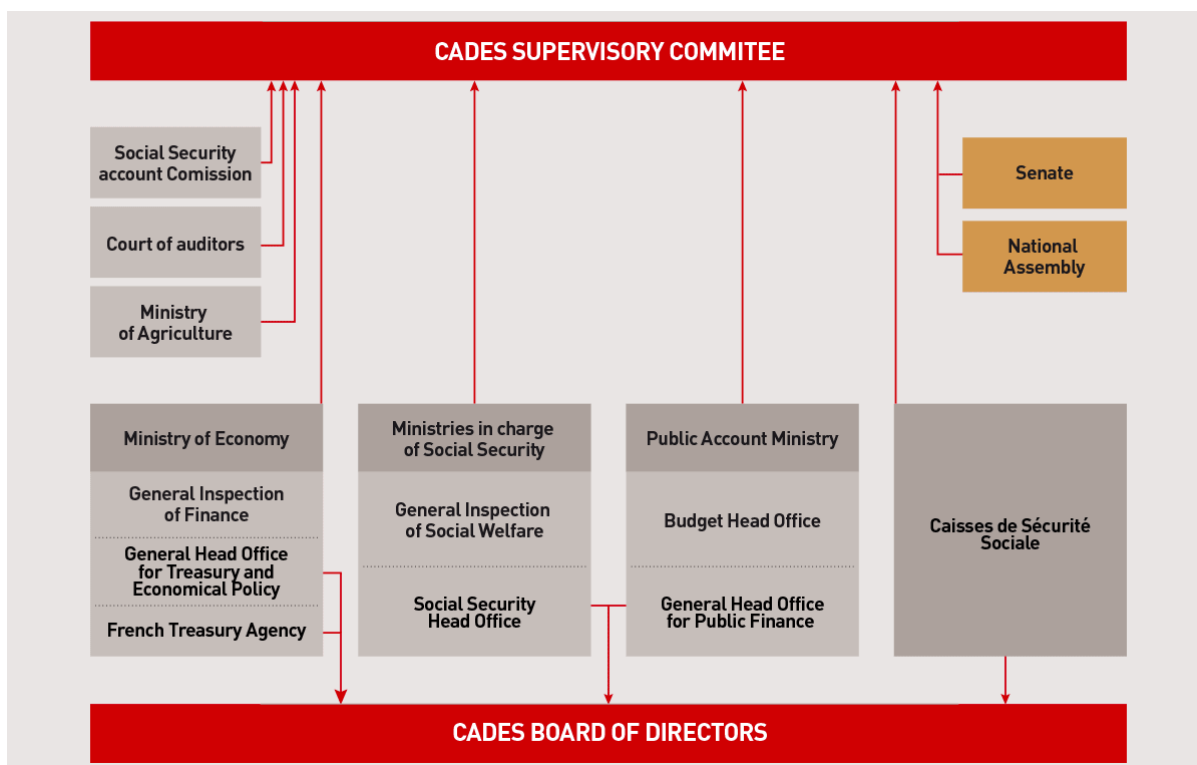 CADES SUPERVISORY COMMITEE
Social Security
account Comission
Court of auditors
Ministry
of Agriculture
Senate
National
Assembly
Ministry of Economy
General Inspection
of Finance
General Head Office
for Treasury and
Economical Policy
French Treasury Agency
Ministries in charge
of Social Security
General Inspection
of Social Welfare
Social Security
Head Office
Public Account Ministry
Budget Head Office
General Head Office
for Public Finance
Caisses de Sécurité
Sociale
CADES BOARD OF DIRECTORS